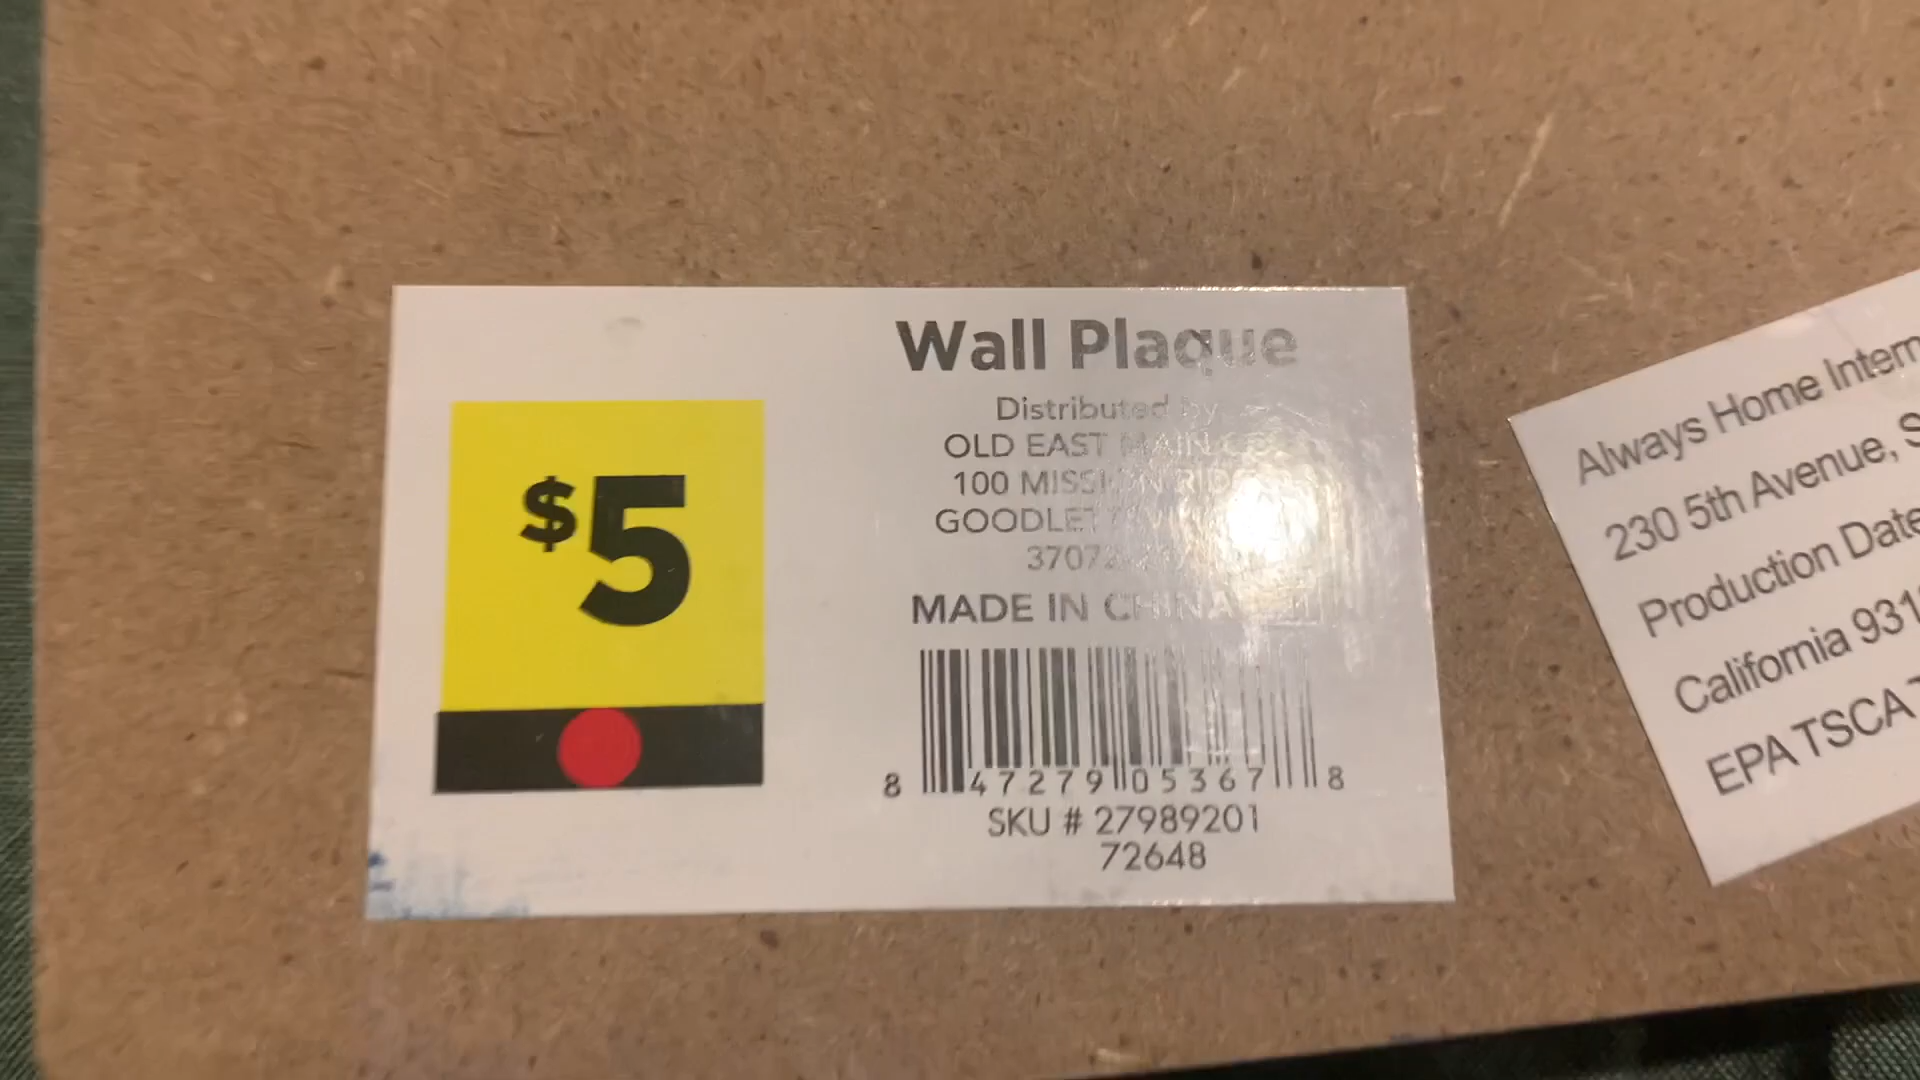 Wall Plaque
Distributed by
OLD EAST MAIN CO
100 MISSION RIDGE
GOODLETTSVILLE
37072
MADE IN CHINA
$5
8 47279 05367 8
SKU # 27989201
72648
Always Home Intern
230 5th Avenue, S
Production Date
California 931
EPA TSCA T